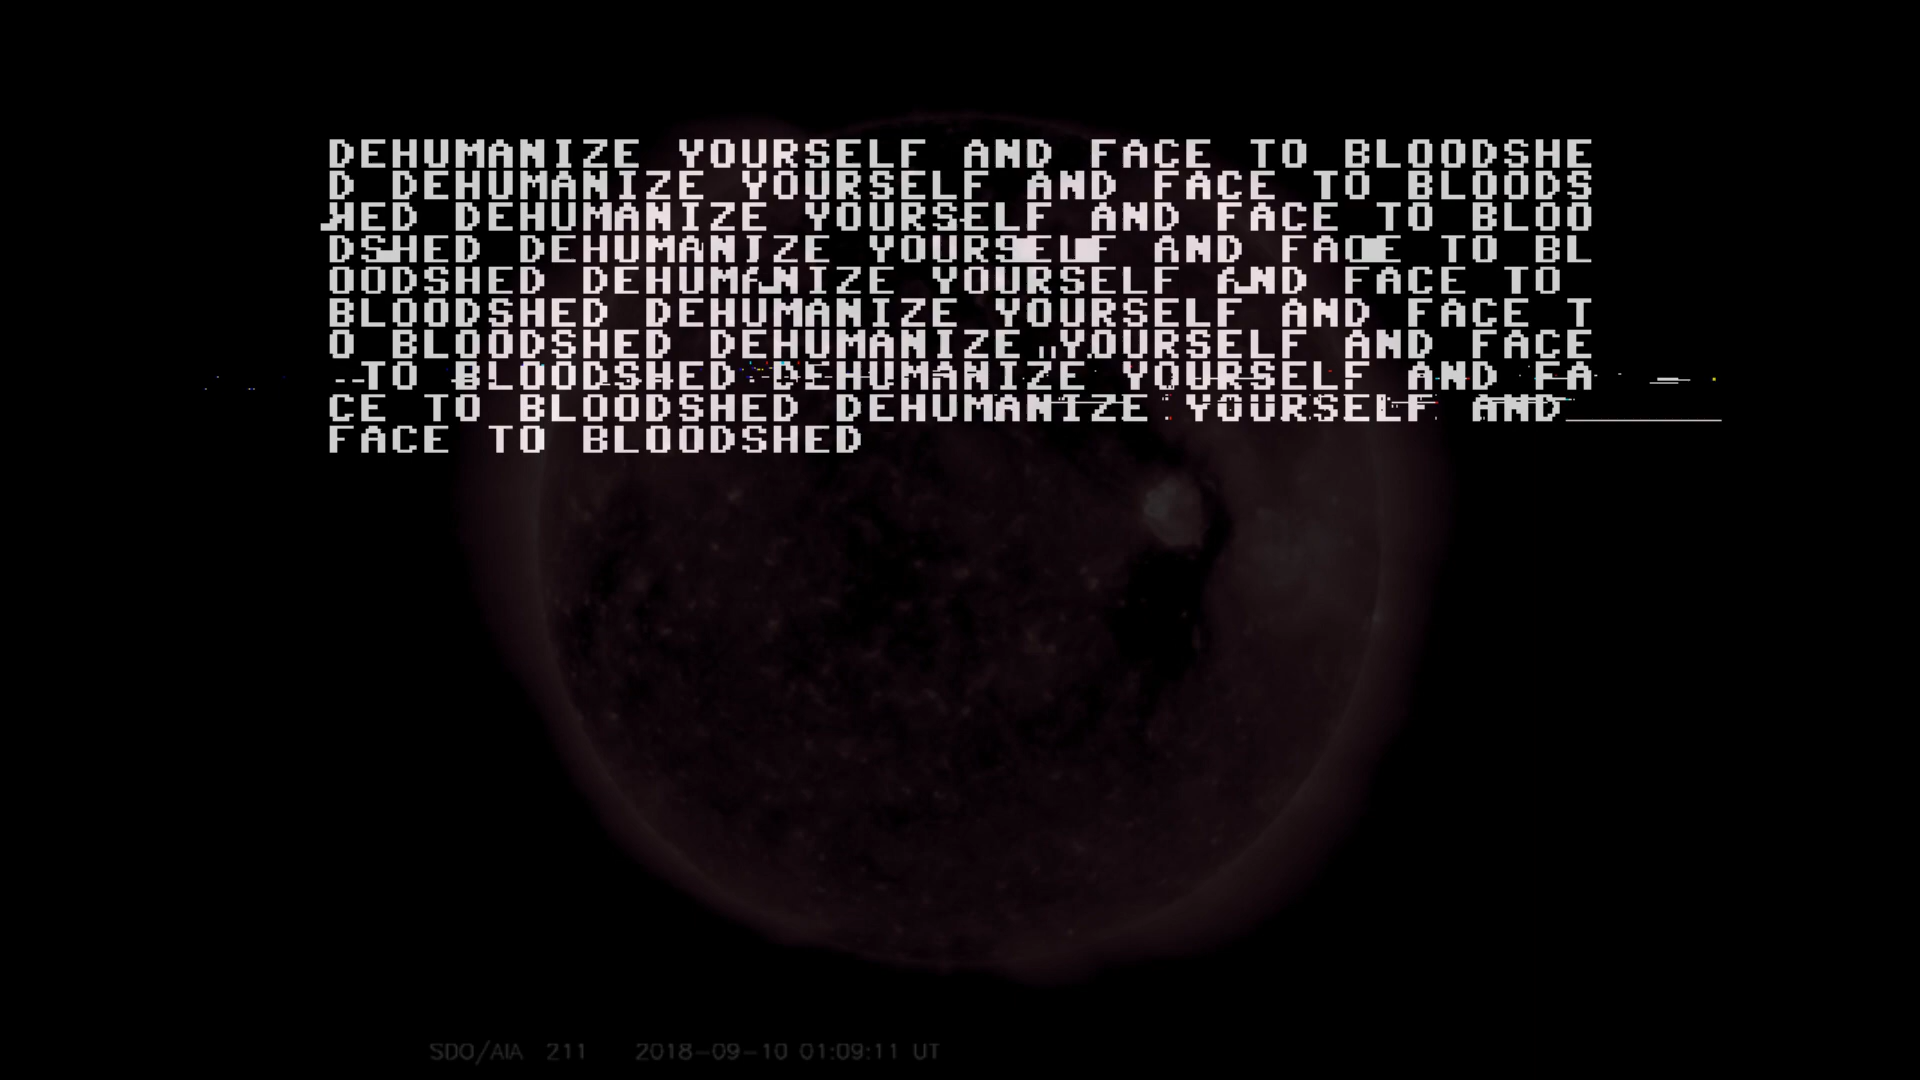 DEHUMANIZE YOURSELF AND FACE TO BLOODSHE
D DEHUMANIZE YOURSELF AND FACE TO BLOODS
HED DEHUMANIZE YOURSELF AND FACE TO BLOO
DSHED DEHUMANIZE YOURSELF AND FACE TO BL
OODSHED DEHUMANIZE YOURSELF AND FACE TO
BLOODSHED DEHUMANIZE YOURSELF AND FACE T
O BLOODSHED DEHUMANIZE YOURSELF AND FACE
TO BLOODSHED DEHUMANIZE YOURSELF AND FA
CE TO BLOODSHED DEHUMANIZE YOURSELF AND
FACE TO BLOODSHED
SDO/AIA 211 2018-09-10 01:09:11 UT